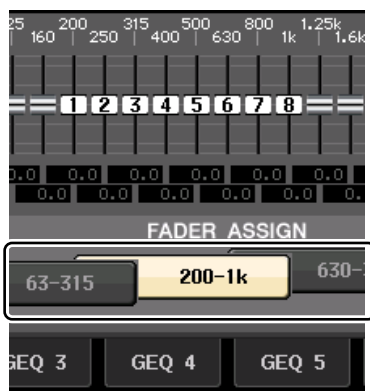 25 200 315 500 800 1.25k
160 | 250 | 400 | 630 | 1k | 1.6k
1 2 3 4 5 6 7 8
0.0 0.0 0.0 0.0 0.0
0.0 0.0 0.0 0.0 0.0 0.
FADER ASSIGN
63-315 200-1k 630-
GEQ 3 GEQ 4 GEQ 5